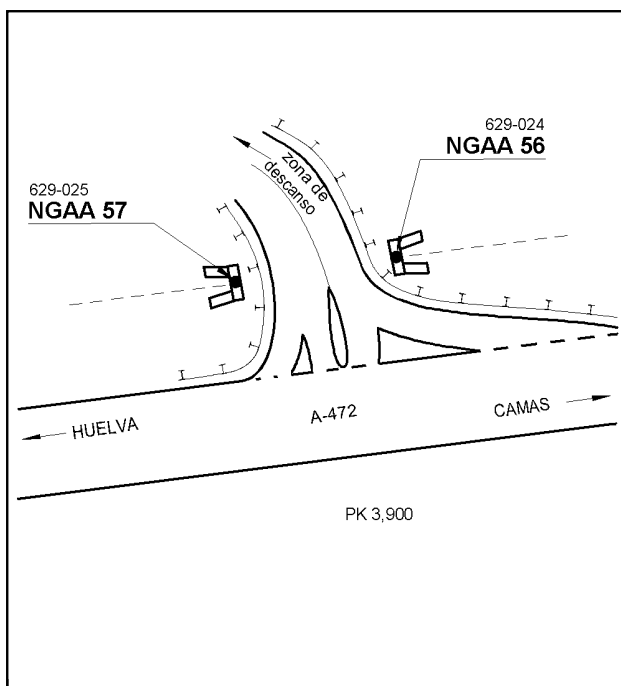 629-024
NGAA 56
629-025
NGAA 57
zona de
descanso
HUELVA
A-472
CAMAS
PK 3,900